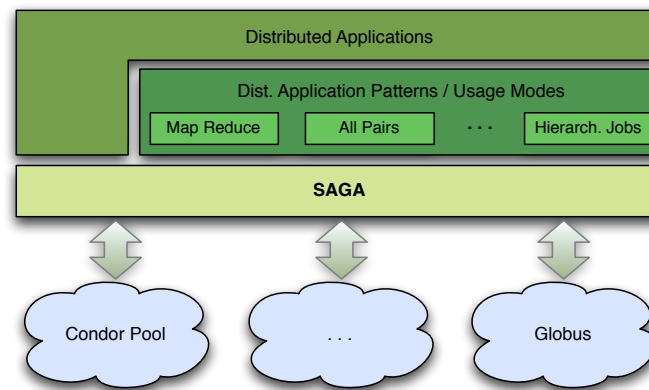 Distributed Applications
Dist. Application Patterns / Usage Modes
Map Reduce
All Pairs
. . .
Hierarch. Jobs
SAGA
Condor Pool
. . .
Globus